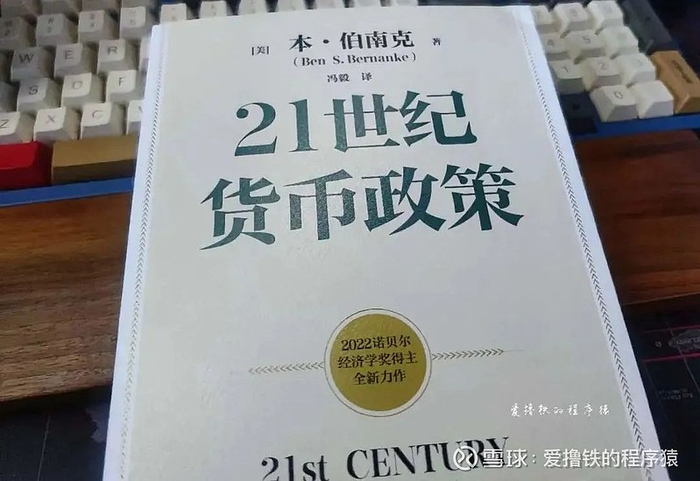 [美] 本·伯南克 著
(Ben S. Bernanke)
冯毅 译
21世纪
货币政策
2022诺贝尔
经济学奖得主
全新力作
爱撸铁的程序猿
21st CENTURY
雪球：爱撸铁的程序猿